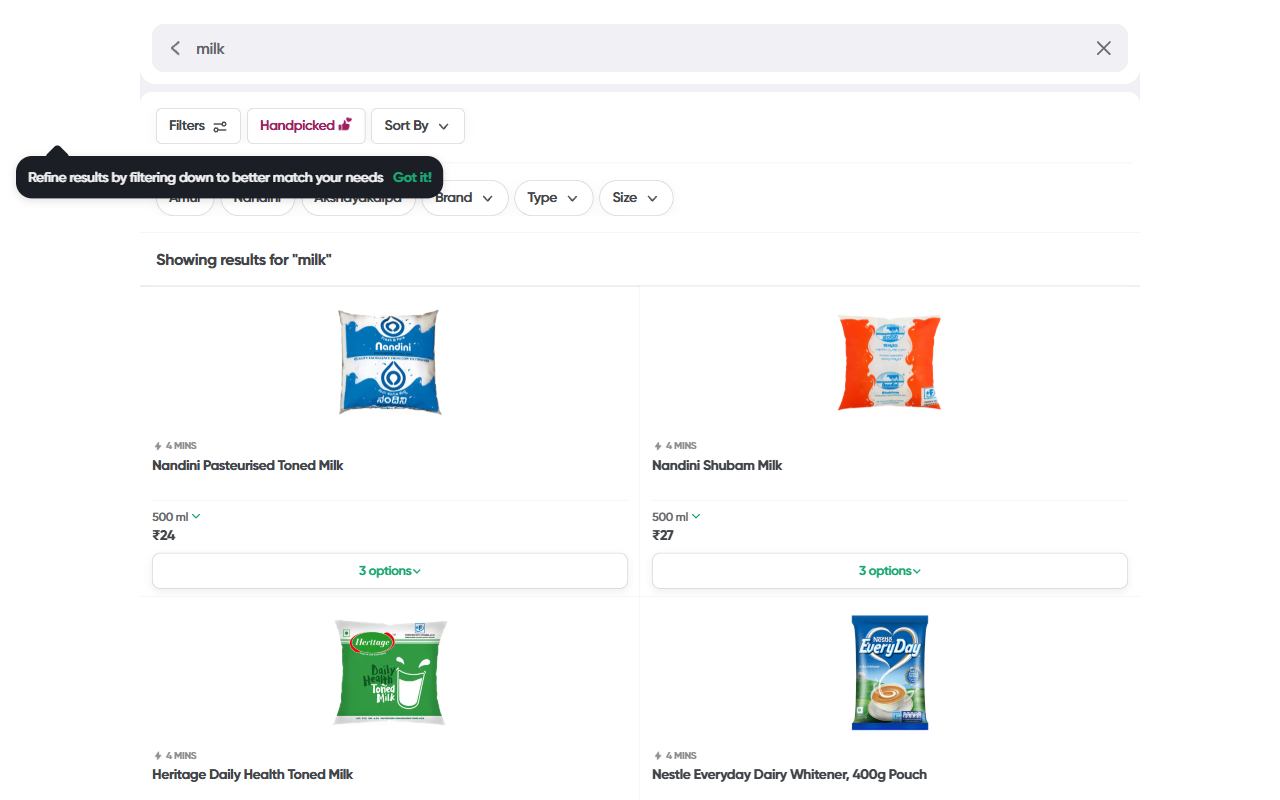 milk
Filters
Handpicked
Sort By
Refine results by filtering down to better match your needs Got it!
Amul
Nandini
Akshayakalpa
Brand
Type
Size
Showing results for "milk"
Nandini
ನಂದಿನಿ
4 MINS
Nandini Pasteurised Toned Milk
500 ml
₹24
3 options
4 MINS
Nandini Shubam Milk
500 ml
₹27
3 options
Heritage
Daily
Health
Toned
Milk
4 MINS
Heritage Daily Health Toned Milk
Nestle
EveryDay
4 MINS
Nestle Everyday Dairy Whitener, 400g Pouch